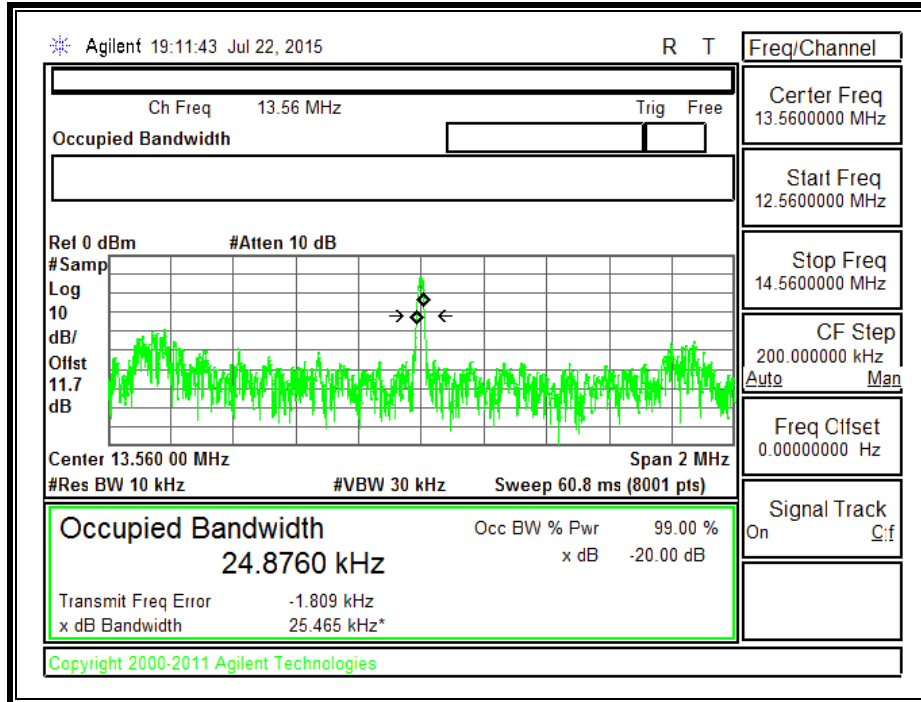 Agilent 19:11:43 Jul 22, 2015 R T
Ch Freq 13.56 MHz Trig Free
Occupied Bandwidth
Ref 0 dBm #Atten 10 dB
#Samp
Log
10
dB/
Offst
11.7
dB
Center 13.560 00 MHz Span 2 MHz
#Res BW 10 kHz #VBW 30 kHz Sweep 60.8 ms (8001 pts)
Occupied Bandwidth Occ BW % Pwr 99.00 %
24.8760 kHz x dB -20.00 dB
Transmit Freq Error -1.809 kHz
x dB Bandwidth 25.465 kHz*
Copyright 2000-2011 Agilent Technologies
Freq/Channel
Center Freq
13.5600000 MHz
Start Freq
12.5600000 MHz
Stop Freq
14.5600000 MHz
CF Step
200.000000 kHz
Auto Man
Freq Offset
0.00000000 Hz
Signal Track
On Off